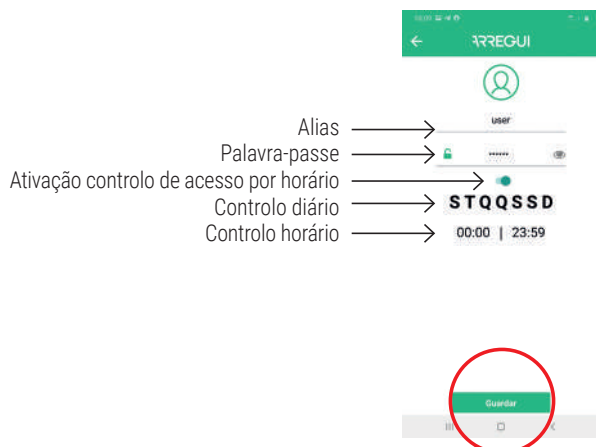 ARREGUI
user
Alias
Palavra-passe
••••••
Ativação controlo de acesso por horário
Controlo diário
S T Q Q S S D
Controlo horário
00:00 | 23:59
Guardar